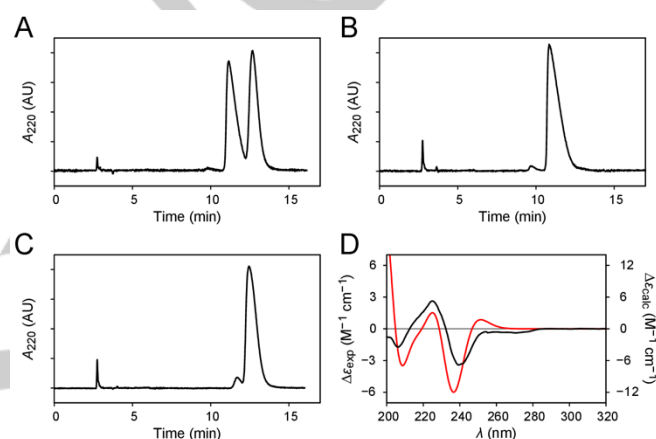 A
A220 (AU)
0 5 10 15
Time (min)
B
A220 (AU)
0 5 10 15
Time (min)
C
A220 (AU)
0 5 10 15
Time (min)
D
6
3
0
−3
−6
Δεexp (M−1 cm−1)
12
6
0
−6
−12
Δεcalc (M−1 cm−1)
200 220 240 260 280 300 320
λ (nm)